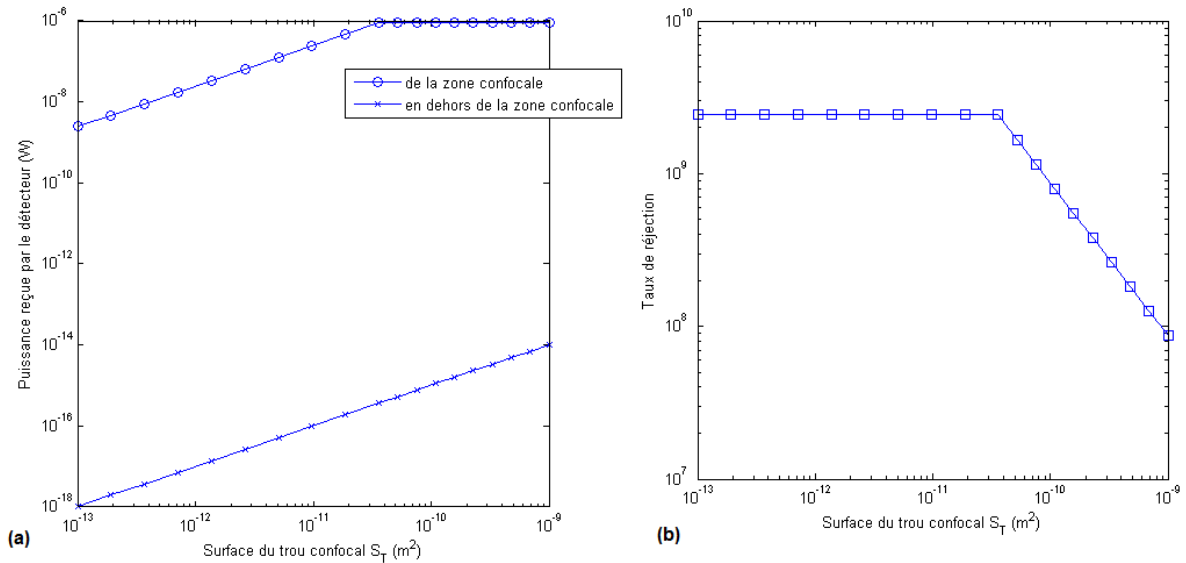 10^-6
10^-8
10^-10
10^-12
10^-14
10^-16
10^-18
Puissance reçue par le détecteur (W)
de la zone confocale
en dehors de la zone confocale
10^-13
10^-12
10^-11
10^-10
10^-9
Surface du trou confocal S_T (m²)
(a)
10^10
10^9
10^8
10^7
Taux de réjection
10^-13
10^-12
10^-11
10^-10
10^-9
Surface du trou confocal S_T (m²)
(b)